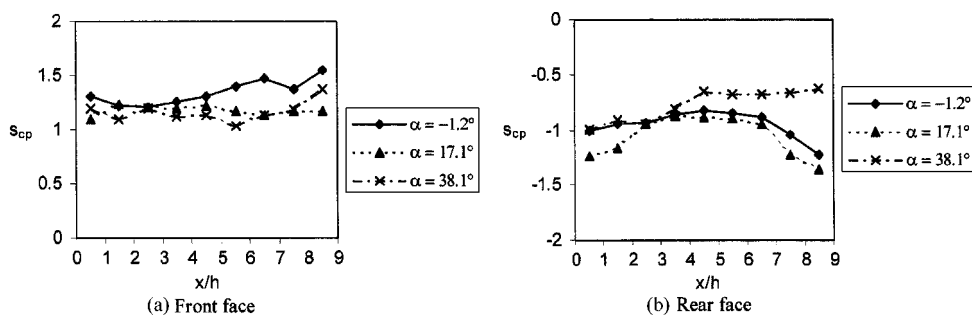 2
1.5
1
0.5
0
s_cp
0 1 2 3 4 5 6 7 8 9
x/h
α = −1.2°
α = 17.1°
α = 38.1°
(a) Front face
-0
-0.5
-1
-1.5
-2
s_cp
0 1 2 3 4 5 6 7 8 9
x/h
α = −1.2°
α = 17.1°
α = 38.1°
(b) Rear face